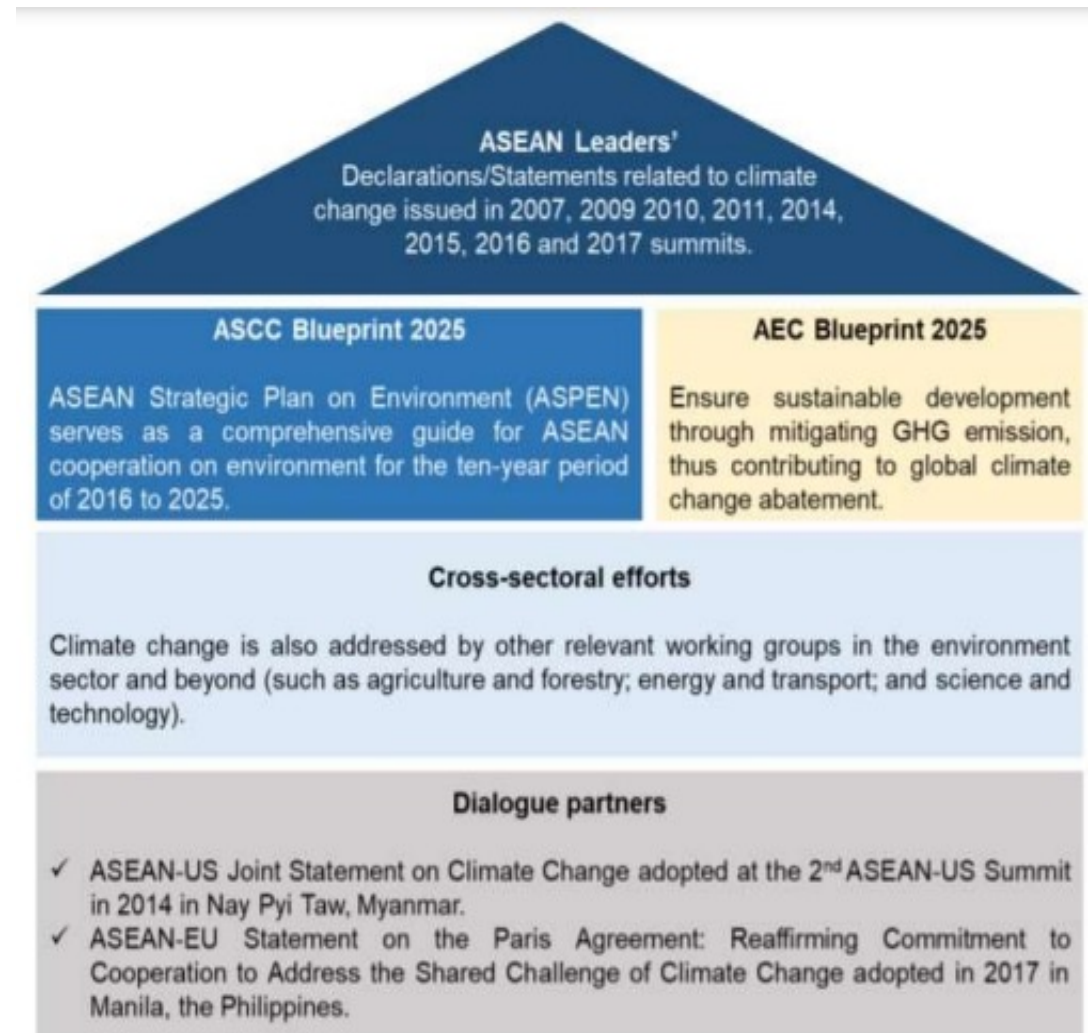 ASEAN Leaders'
Declarations/Statements related to climate
change issued in 2007, 2009 2010, 2011, 2014,
2015, 2016 and 2017 summits.
ASCC Blueprint 2025
ASEAN Strategic Plan on Environment (ASPEN)
serves as a comprehensive guide for ASEAN
cooperation on environment for the ten-year period
of 2016 to 2025.
AEC Blueprint 2025
Ensure sustainable development
through mitigating GHG emission,
thus contributing to global climate
change abatement.
Cross-sectoral efforts
Climate change is also addressed by other relevant working groups in the environment
sector and beyond (such as agriculture and forestry; energy and transport; and science and
technology).
Dialogue partners
✓ ASEAN-US Joint Statement on Climate Change adopted at the 2nd ASEAN-US Summit
in 2014 in Nay Pyi Taw, Myanmar.
✓ ASEAN-EU Statement on the Paris Agreement: Reaffirming Commitment to
Cooperation to Address the Shared Challenge of Climate Change adopted in 2017 in
Manila, the Philippines.